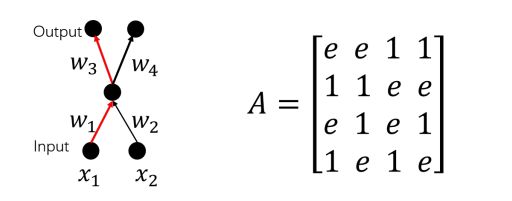 Output
w₃ w₄
w₁ w₂
Input
x₁ x₂
A = [e e 1 1
1 1 e e
e 1 e 1
1 e 1 e]